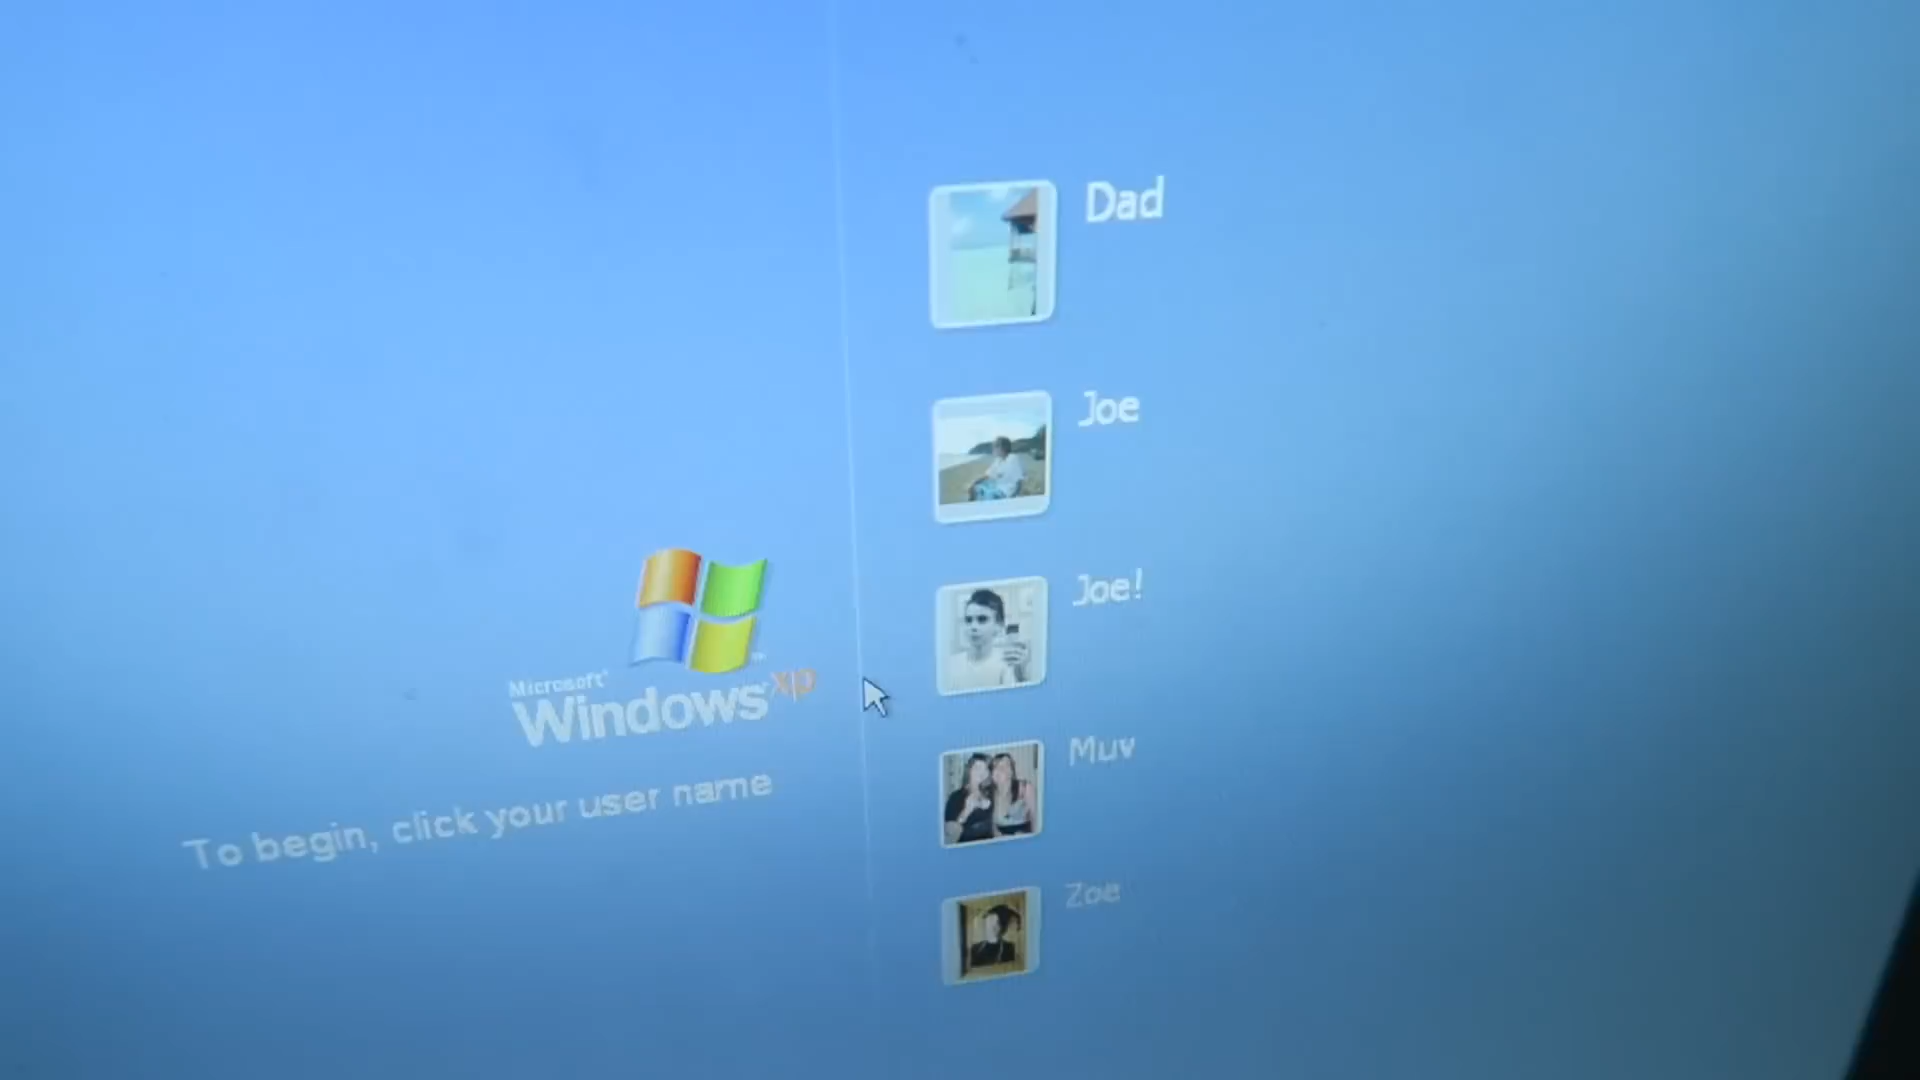 Microsoft®
Windows xp
To begin, click your user name
Dad
Joe
Joe!
Muv
Zoe